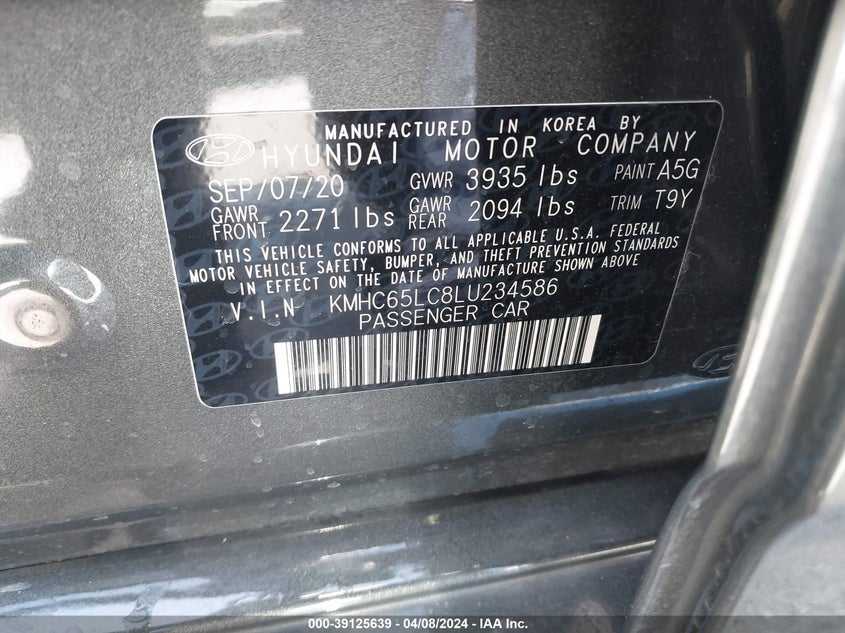 MANUFACTURED IN KOREA BY
HYUNDAI MOTOR COMPANY
SEP/07/20 GVWR 3935 lbs PAINT A5G
GAWR FRONT 2271 lbs GAWR REAR 2094 lbs TRIM T9Y
THIS VEHICLE CONFORMS TO ALL APPLICABLE U.S.A. FEDERAL
MOTOR VEHICLE SAFETY, BUMPER, AND THEFT PREVENTION STANDARDS
IN EFFECT ON THE DATE OF MANUFACTURE SHOWN ABOVE
V.I.N KMHC65LC8LU234586
PASSENGER CAR
000-39125639 / 04/08/2024 - IAA Inc.